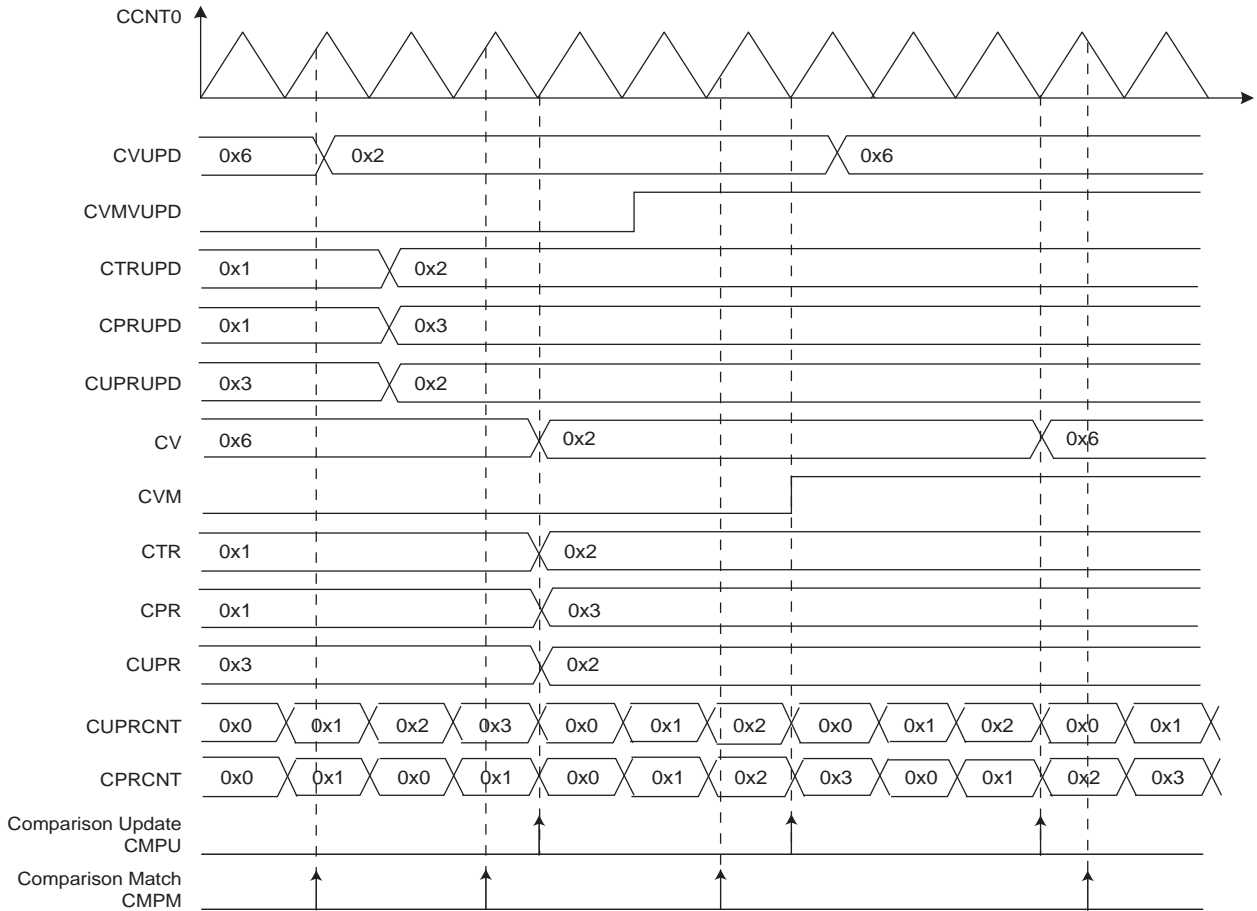 CCNT0
CVUPD 0x6 0x2 0x6
CVMVUPD
CTRUPD 0x1 0x2
CPRUPD 0x1 0x3
CUPRUPD 0x3 0x2
CV 0x6 0x2 0x6
CVM
CTR 0x1 0x2
CPR 0x1 0x3
CUPR 0x3 0x2
CUPRCNT 0x0 0x1 0x2 0x3 0x0 0x1 0x2 0x0 0x1 0x2 0x0 0x1
CPRCNT 0x0 0x1 0x0 0x1 0x0 0x1 0x2 0x3 0x0 0x1 0x2 0x3
Comparison Update
CMPU
Comparison Match
CMPM